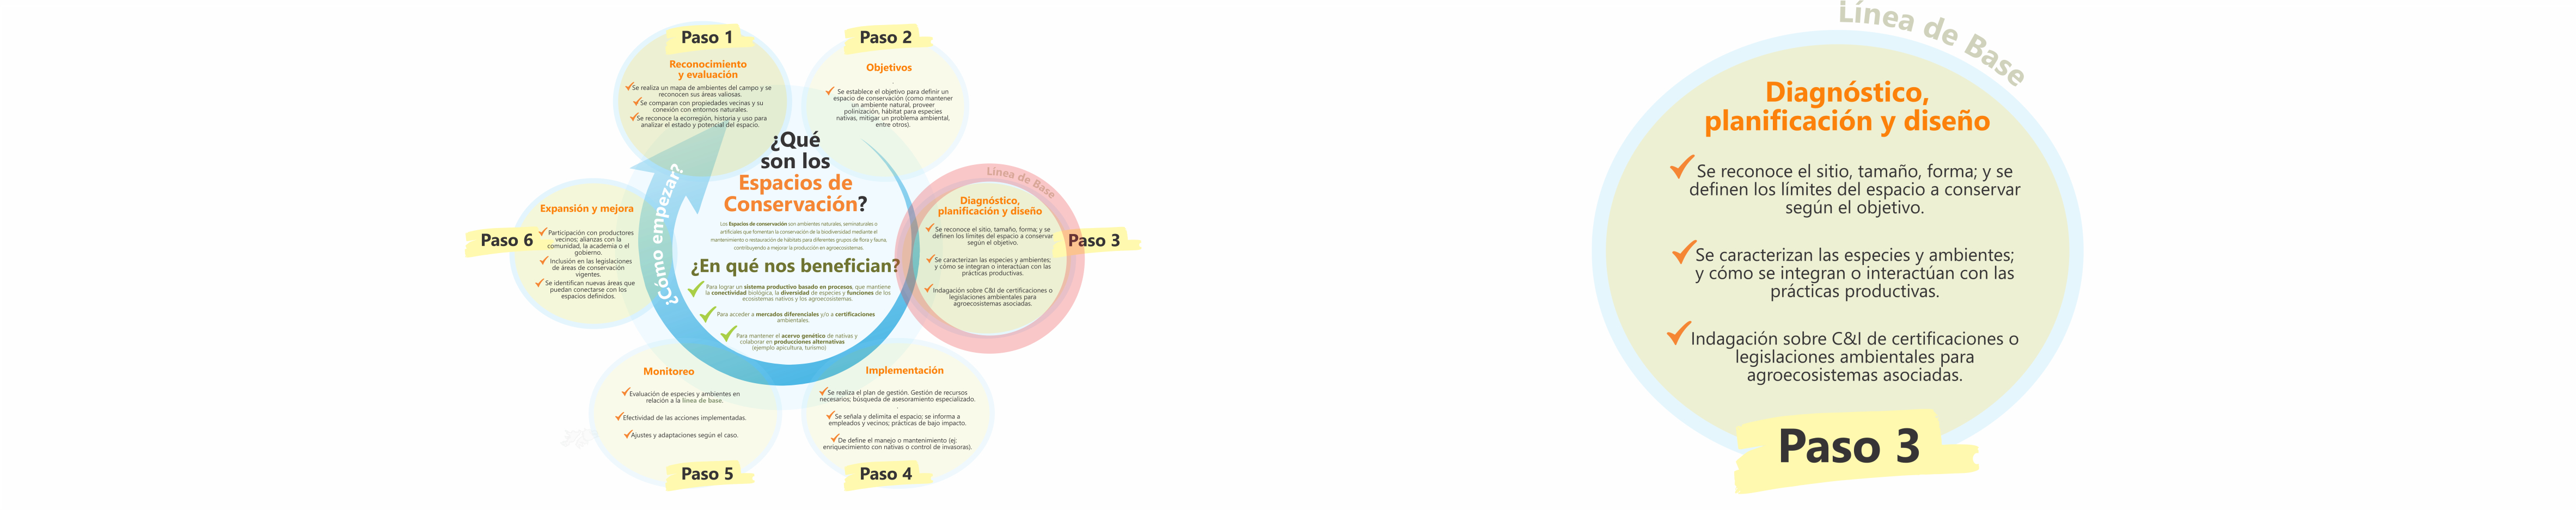 Paso 1
Reconocimiento
y evaluación
Se realiza un mapa de ambientes del campo y se
reconocen sus áreas valiosas.
Se comparan con propiedades vecinas y su
conexión con entornos naturales.
Se reconoce la ecorregión, historia y uso para
analizar el estado y potencial del espacio.
Paso 2
Objetivos
Se establece el objetivo para definir un
espacio de conservación (como mantener
un ambiente natural, proveer
polinización, hábitat para especies
nativas, mitigar un problema ambiental,
entre otros).
¿Qué
son los
Espacios de
Conservación?
Los Espacios de conservación son ambientes naturales, seminaturales o
artificiales que fomentan la conservación de la biodiversidad mediante el
mantenimiento o restauración de hábitats para diferentes grupos de flora y fauna,
contribuyendo a mejorar la producción en agroecosistemas.
¿En qué nos benefician?
Para lograr un sistema productivo basado en procesos, que mantiene
la conectividad biológica, la diversidad de especies y funciones de los
ecosistemas nativos y los agroecosistemas.
Para acceder a mercados diferenciales y/o a certificaciones
ambientales.
Para mantener el acervo genético de nativas y
colaborar en producciones alternativas
(ejemplo apicultura, turismo)
¿Cómo empezar?
Línea de Base
Diagnóstico,
planificación y diseño
Se reconoce el sitio, tamaño, forma; y se
definen los límites del espacio a conservar
según el objetivo.
Se caracterizan las especies y ambientes;
y cómo se integran o interactúan con las
prácticas productivas.
Indagación sobre C&I de certificaciones o
legislaciones ambientales para
agroecosistemas asociadas.
Paso 3
Implementación
Se realiza el plan de gestión. Gestión de recursos
necesarios; búsqueda de asesoramiento especializado.
Se señala y delimita el espacio; se informa a
empleados y vecinos; prácticas de bajo impacto.
De define el manejo o mantenimiento (ej:
enriquecimiento con nativas o control de invasoras).
Paso 4
Monitoreo
Evaluación de especies y ambientes en
relación a la línea de base.
Efectividad de las acciones implementadas.
Ajustes y adaptaciones según el caso.
Paso 5
Expansión y mejora
Participación con productores
vecinos; alianzas con la
comunidad, la academia o el
gobierno.
Inclusión en las legislaciones
de áreas de conservación
vigentes.
Se identifican nuevas áreas que
puedan conectarse con los
espacios definidos.
Paso 6
Línea de Base
Diagnóstico,
planificación y diseño
Se reconoce el sitio, tamaño, forma; y se
definen los límites del espacio a conservar
según el objetivo.
Se caracterizan las especies y ambientes;
y cómo se integran o interactúan con las
prácticas productivas.
Indagación sobre C&I de certificaciones o
legislaciones ambientales para
agroecosistemas asociadas.
Paso 3